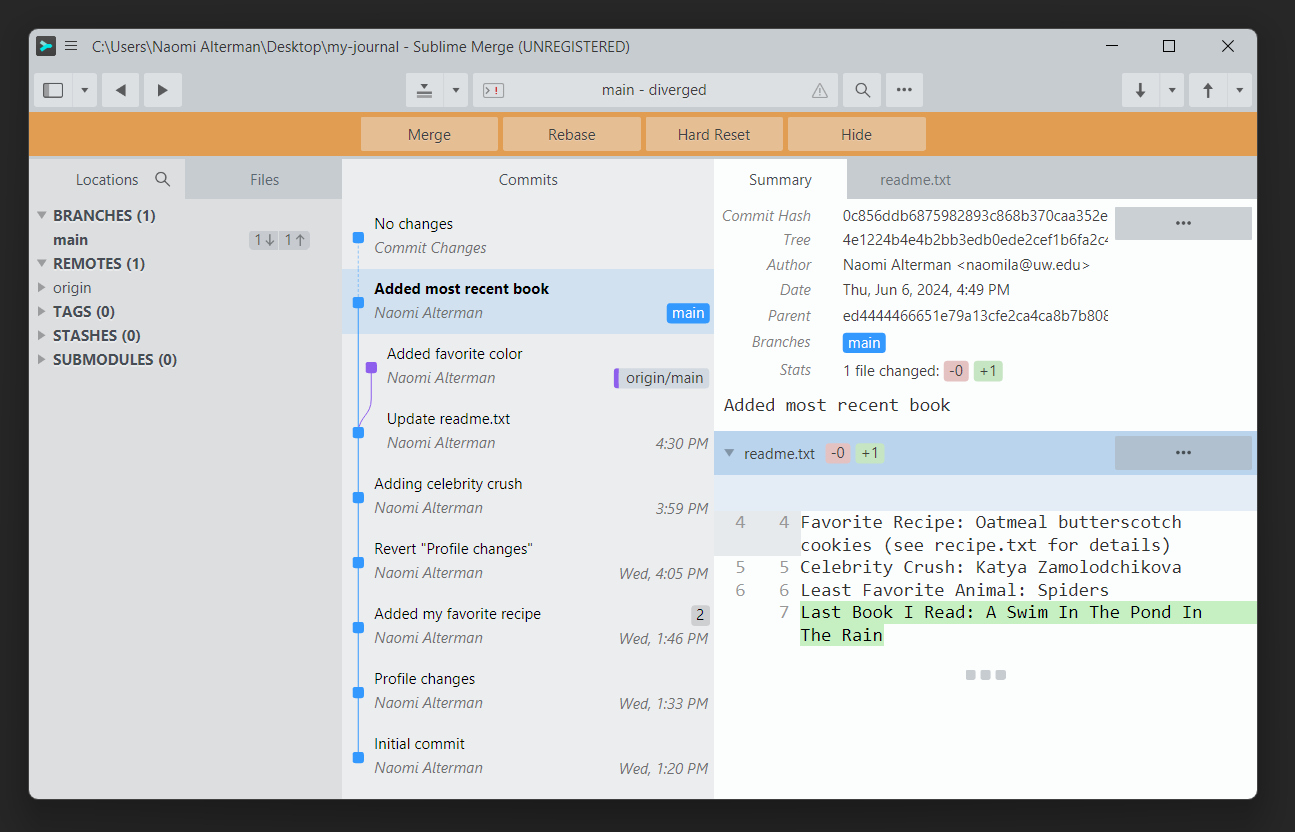 C:\Users\Naomi Alterman\Desktop\my-journal - Sublime Merge (UNREGISTERED)
main - diverged
Merge
Rebase
Hard Reset
Hide
Locations
Files
BRANCHES (1)
main
1↓ 1↑
REMOTES (1)
origin
TAGS (0)
STASHES (0)
SUBMODULES (0)
Commits
No changes
Commit Changes
Added most recent book
Naomi Alterman
main
Added favorite color
Naomi Alterman
origin/main
Update readme.txt
Naomi Alterman
4:30 PM
Adding celebrity crush
Naomi Alterman
3:59 PM
Revert "Profile changes"
Naomi Alterman
Wed, 4:05 PM
Added my favorite recipe
2
Naomi Alterman
Wed, 1:46 PM
Profile changes
Naomi Alterman
Wed, 1:33 PM
Initial commit
Naomi Alterman
Wed, 1:20 PM
Summary
readme.txt
Commit Hash 0c856ddb6875982893c868b370caa352e
Tree 4e1224b4e4b2bb3edb0ede2cef1b6fa2c4
Author Naomi Alterman <naomila@uw.edu>
Date Thu, Jun 6, 2024, 4:49 PM
Parent ed4444466651e79a13cfe2ca4ca8b7b808
Branches main
Stats 1 file changed: -0 +1
Added most recent book
readme.txt -0 +1
4 4 Favorite Recipe: Oatmeal butterscotch
cookies (see recipe.txt for details)
5 5 Celebrity Crush: Katya Zamolodchikova
6 6 Least Favorite Animal: Spiders
7 Last Book I Read: A Swim In The Pond In
The Rain